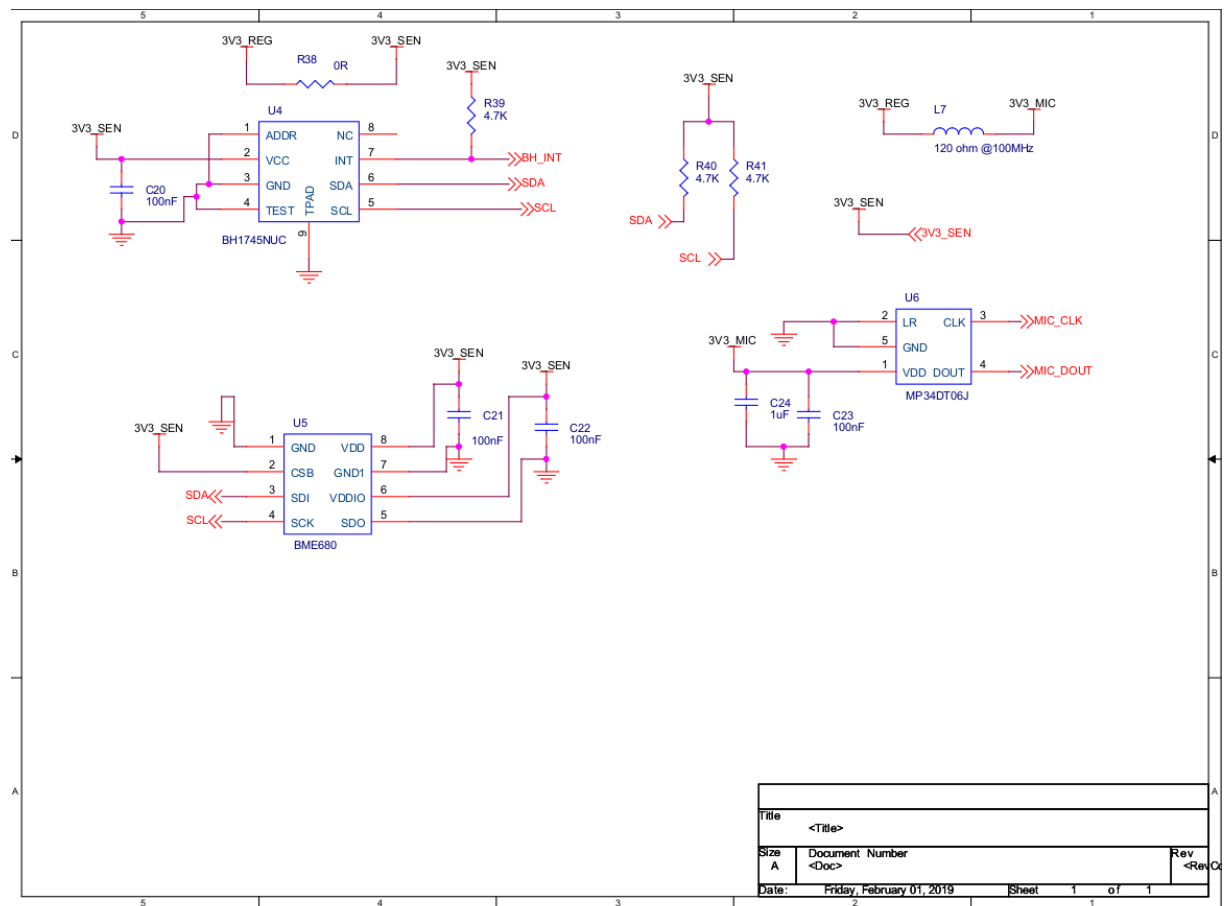 5 4 3 2 1
D
D
C
C
B
B
A
A
3V3_REG
3V3_SEN
R38
0R
3V3_SEN
R39
4.7K
U4
3V3_SEN
1 ADDR NC 8
2 VCC INT 7
3 GND SDA 6
4 TEST SCL 5
TPAD
9
BH_INT
SDA
SCL
C20
100nF
BH1745NUC
3V3_SEN
R40
4.7K
R41
4.7K
SDA
SCL
3V3_REG
L7
3V3_MIC
120 ohm @100MHz
3V3_SEN
3V3_SEN
U6
2 LR CLK 3
5 GND
1 VDD DOUT 4
MIC_CLK
MIC_DOUT
MP34DT06J
3V3_MIC
C24
1uF
C23
100nF
3V3_SEN
3V3_SEN
C21
100nF
C22
100nF
3V3_SEN
U5
1 GND VDD 8
2 CSB GND1 7
3 SDI VDDIO 6
4 SCK SDO 5
SDA
SCL
BME680
Title
<Title>
Size
A
Document Number
<Doc>
Rev
<RevCo
Date: Friday, February 01, 2019 Sheet 1 of 1
5 4 3 2 1